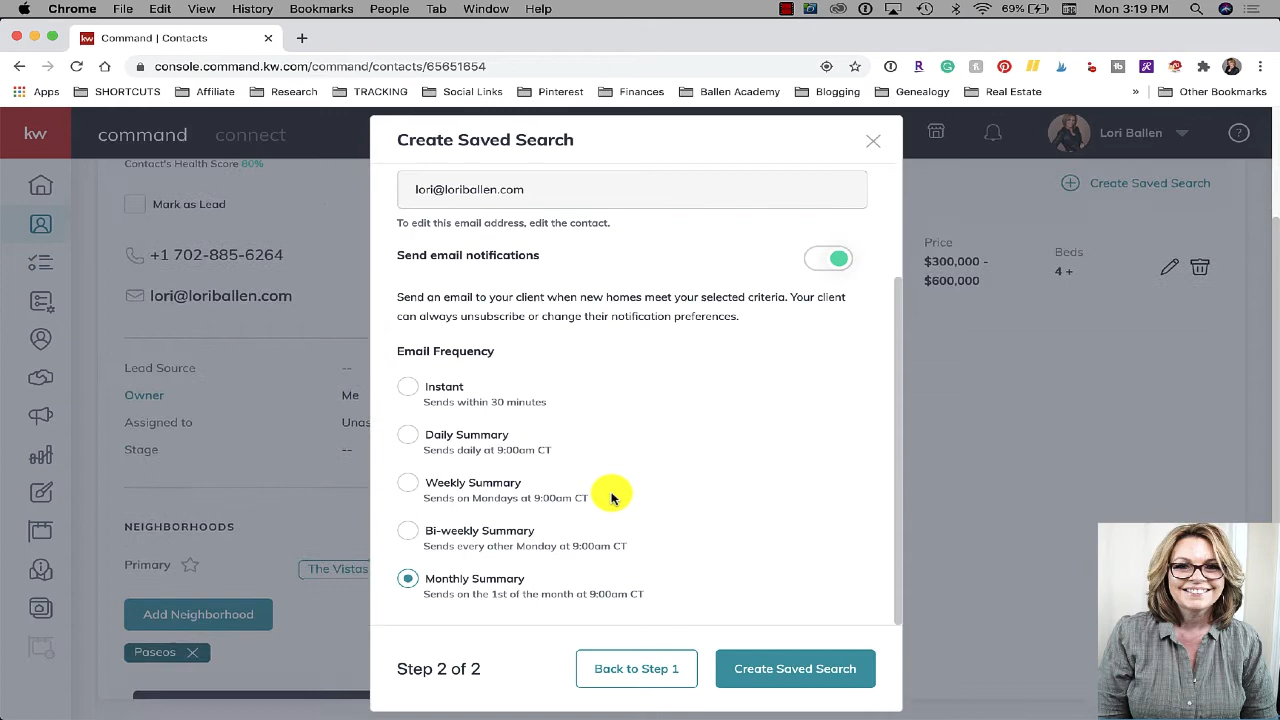 Chrome File Edit View History Bookmarks People Tab Window Help 69% Mon 3:19 PM
kw Command | Contacts
console.command.kw.com/command/contacts/65651654
Apps SHORTCUTS Affiliate Research TRACKING Social Links Pinterest Finances Ballen Academy Blogging Genealogy Real Estate » Other Bookmarks
kw command connect Lori Ballen
Create Saved Search
Contact's Health Score 80%
Mark as Lead
+1 702-885-6264
lori@loriballen.com
Lead Source --
Owner Me
Assigned to Unas
Stage --
NEIGHBORHOODS
Primary The Vistas
Add Neighborhood
Paseos
Create Saved Search
lori@loriballen.com
To edit this email address, edit the contact.
Send email notifications
Send an email to your client when new homes meet your selected criteria. Your client
can always unsubscribe or change their notification preferences.
Email Frequency
Instant
Sends within 30 minutes
Daily Summary
Sends daily at 9:00am CT
Weekly Summary
Sends on Mondays at 9:00am CT
Bi-weekly Summary
Sends every other Monday at 9:00am CT
Monthly Summary
Sends on the 1st of the month at 9:00am CT
Step 2 of 2 Back to Step 1 Create Saved Search
Price
$300,000 -
$600,000
Beds
4 +